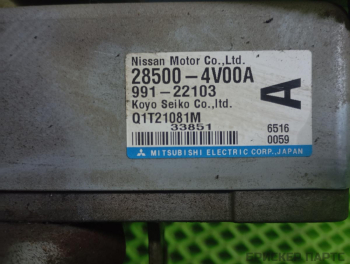 Nissan Motor Co.,Ltd.
28500-4V00A
991-22103
Koyo Seiko Co.,ltd.
Q1T21081M
33851
A
6516
0059
MITSUBISHI ELECTRIC CORP.,JAPAN